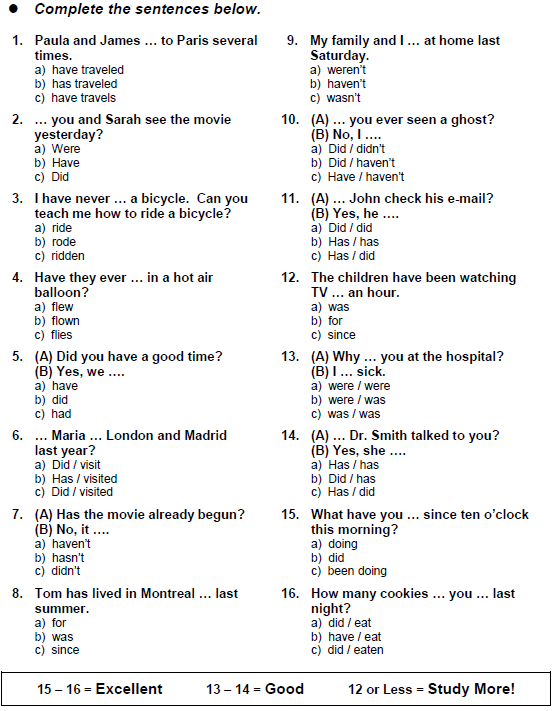 ● Complete the sentences below.
1. Paula and James … to Paris several
times.
a) have traveled
b) has traveled
c) have travels
2. … you and Sarah see the movie
yesterday?
a) Were
b) Have
c) Did
3. I have never … a bicycle. Can you
teach me how to ride a bicycle?
a) ride
b) rode
c) ridden
4. Have they ever … in a hot air
balloon?
a) flew
b) flown
c) flies
5. (A) Did you have a good time?
(B) Yes, we ….
a) have
b) did
c) had
6. … Maria … London and Madrid
last year?
a) Did / visit
b) Has / visited
c) Did / visited
7. (A) Has the movie already begun?
(B) No, it ….
a) haven't
b) hasn't
c) didn't
8. Tom has lived in Montreal … last
summer.
a) for
b) was
c) since
9. My family and I … at home last
Saturday.
a) weren't
b) haven't
c) wasn't
10. (A) … you ever seen a ghost?
(B) No, I ….
a) Did / didn't
b) Did / haven't
c) Have / haven't
11. (A) … John check his e-mail?
(B) Yes, he ….
a) Did / did
b) Has / has
c) Has / did
12. The children have been watching
TV … an hour.
a) was
b) for
c) since
13. (A) Why … you at the hospital?
(B) I … sick.
a) were / were
b) were / was
c) was / was
14. (A) … Dr. Smith talked to you?
(B) Yes, she ….
a) Has / has
b) Did / has
c) Has / did
15. What have you … since ten o'clock
this morning?
a) doing
b) did
c) been doing
16. How many cookies … you … last
night?
a) did / eat
b) have / eat
c) did / eaten
15 – 16 = Excellent 13 – 14 = Good 12 or Less = Study More!